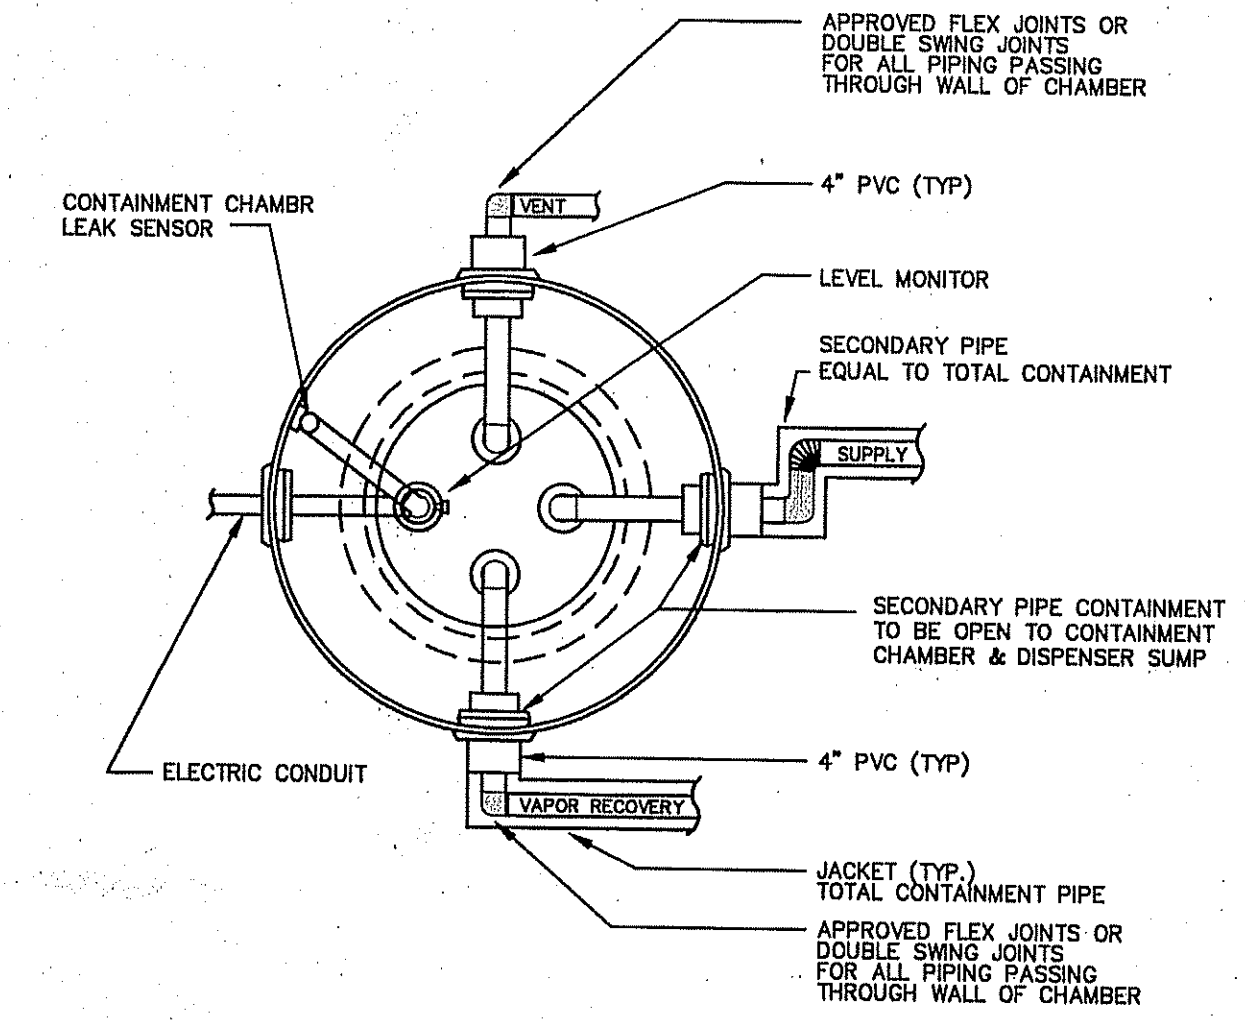 APPROVED FLEX JOINTS OR
DOUBLE SWING JOINTS
FOR ALL PIPING PASSING
THROUGH WALL OF CHAMBER
4" PVC (TYP)
CONTAINMENT CHAMBR
LEAK SENSOR
VENT
LEVEL MONITOR
SECONDARY PIPE
EQUAL TO TOTAL CONTAINMENT
SUPPLY
SECONDARY PIPE CONTAINMENT
TO BE OPEN TO CONTAINMENT
CHAMBER & DISPENSER SUMP
ELECTRIC CONDUIT
4" PVC (TYP)
VAPOR RECOVERY
JACKET (TYP.)
TOTAL CONTAINMENT PIPE
APPROVED FLEX JOINTS OR
DOUBLE SWING JOINTS
FOR ALL PIPING PASSING
THROUGH WALL OF CHAMBER